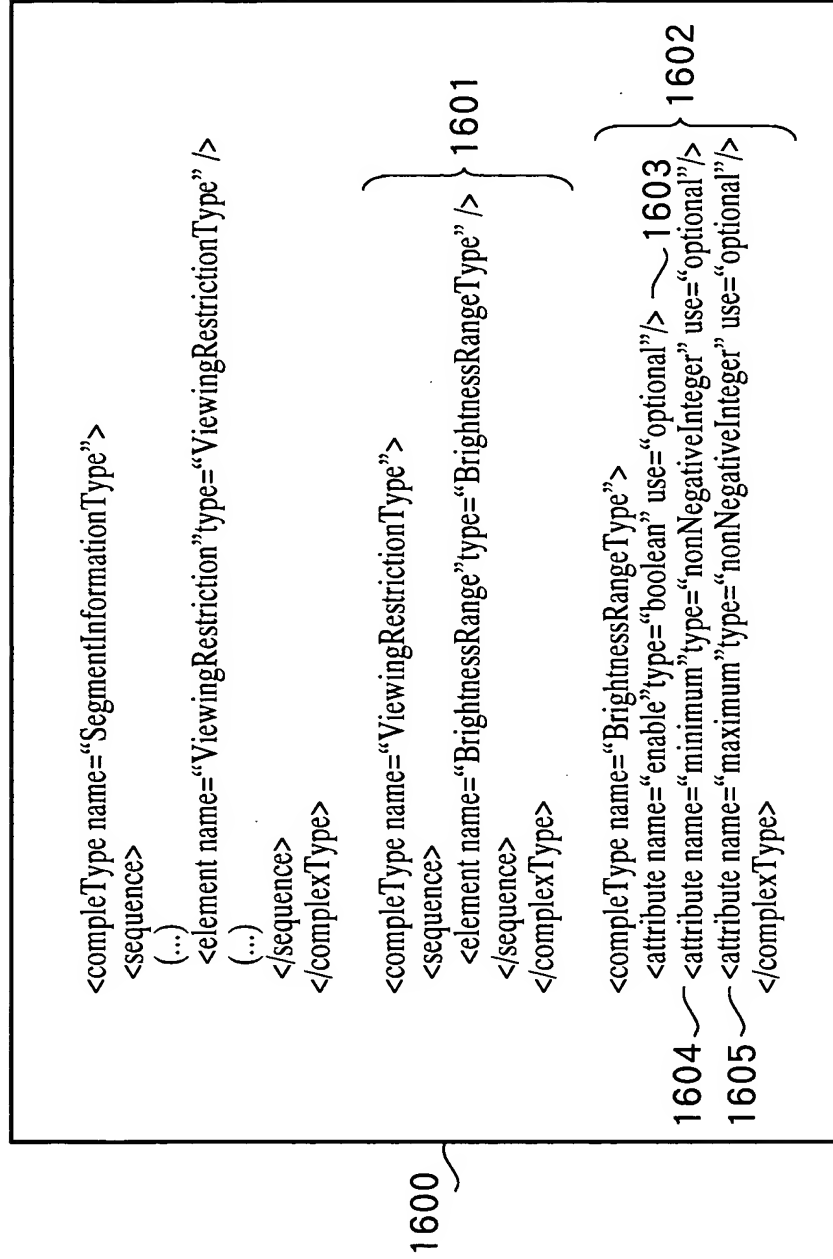 1600
<compleType name=“SegmentInformationType”>
<sequence>
(...)
<element name=“ViewingRestriction”type=“ViewingRestrictionType” />
(...)
</sequence>
</complexType>
<compleType name=“ViewingRestrictionType”>
<sequence>
<element name=“BrightnessRange”type=“BrightnessRangeType” />
</sequence>
</complexType>
1601
<compleType name=“BrightnessRangeType”>
<attribute name=“enable”type=“boolean” use=“optional”/> 1603
1604 <attribute name=“minimum”type=“nonNegativeInteger” use=“optional”/>
1605 <attribute name=“maximum”type=“nonNegativeInteger” use=“optional”/>
</complexType>
1602